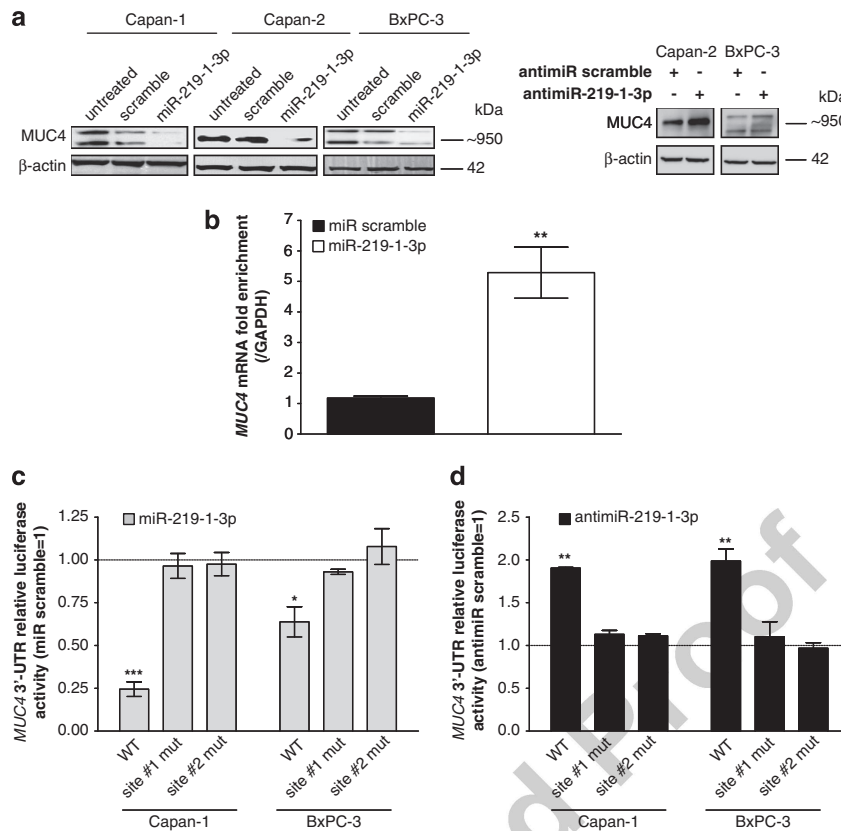 a
Capan-1 Capan-2 BxPC-3
untreated scramble miR-219-1-3p untreated scramble miR-219-1-3p untreated scramble miR-219-1-3p
kDa
MUC4 ~950
β-actin 42
Capan-2 BxPC-3
antimiR scramble + - + -
antimiR-219-1-3p - + - +
kDa
MUC4 ~950
β-actin 42
b
MUC4 mRNA fold enrichment
(/GAPDH)
7
6
5
4
3
2
1
0
miR scramble
miR-219-1-3p
**
c
MUC4 3'-UTR relative luciferase
activity (miR scramble=1)
1.25
1.00
0.75
0.50
0.25
0.00
miR-219-1-3p
***
*
WT site #1 mut site #2 mut WT site #1 mut site #2 mut
Capan-1 BxPC-3
d
MUC4 3'-UTR relative luciferase
activity (antimiR scramble=1)
2.5
2.0
1.5
1.0
0.5
0.0
antimiR-219-1-3p
**
**
WT site #1 mut site #2 mut WT site #1 mut site #2 mut
Capan-1 BxPC-3
d Proof